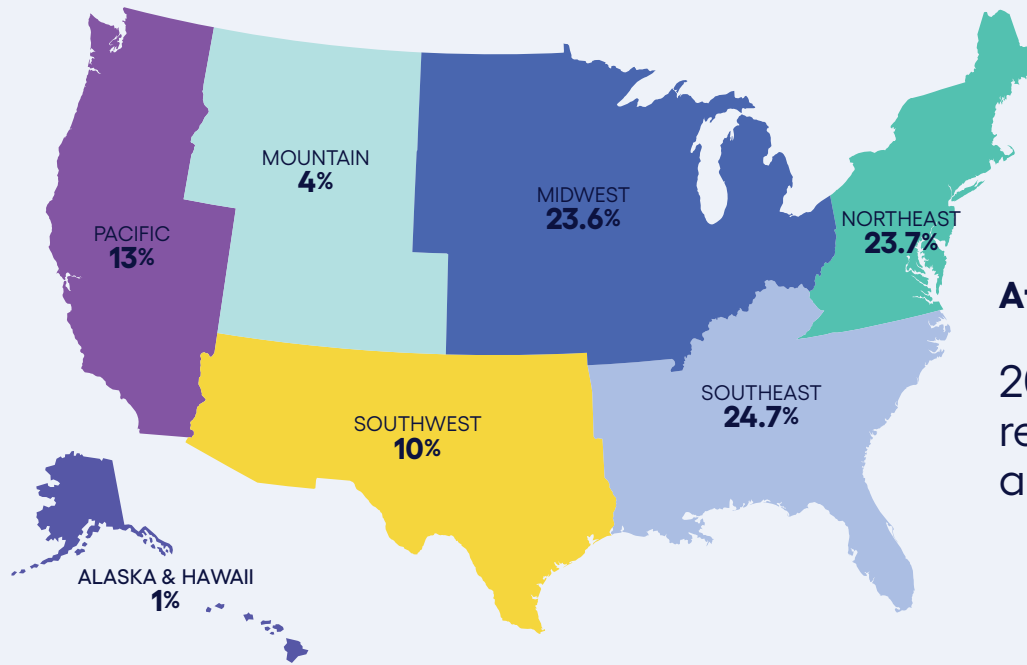 MOUNTAIN
4%
MIDWEST
23.6%
NORTHEAST
23.7%
PACIFIC
13%
SOUTHEAST
24.7%
SOUTHWEST
10%
ALASKA & HAWAII
1%